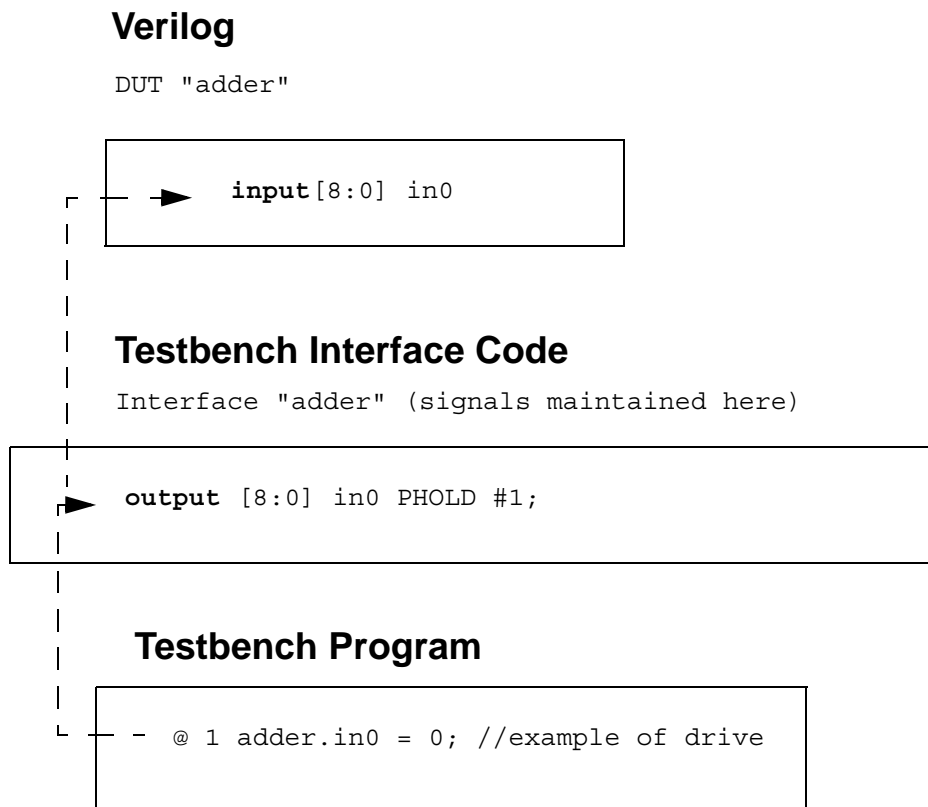 Verilog
DUT "adder"
input[8:0] in0
Testbench Interface Code
Interface "adder" (signals maintained here)
output [8:0] in0 PHOLD #1;
Testbench Program
@ 1 adder.in0 = 0; //example of drive